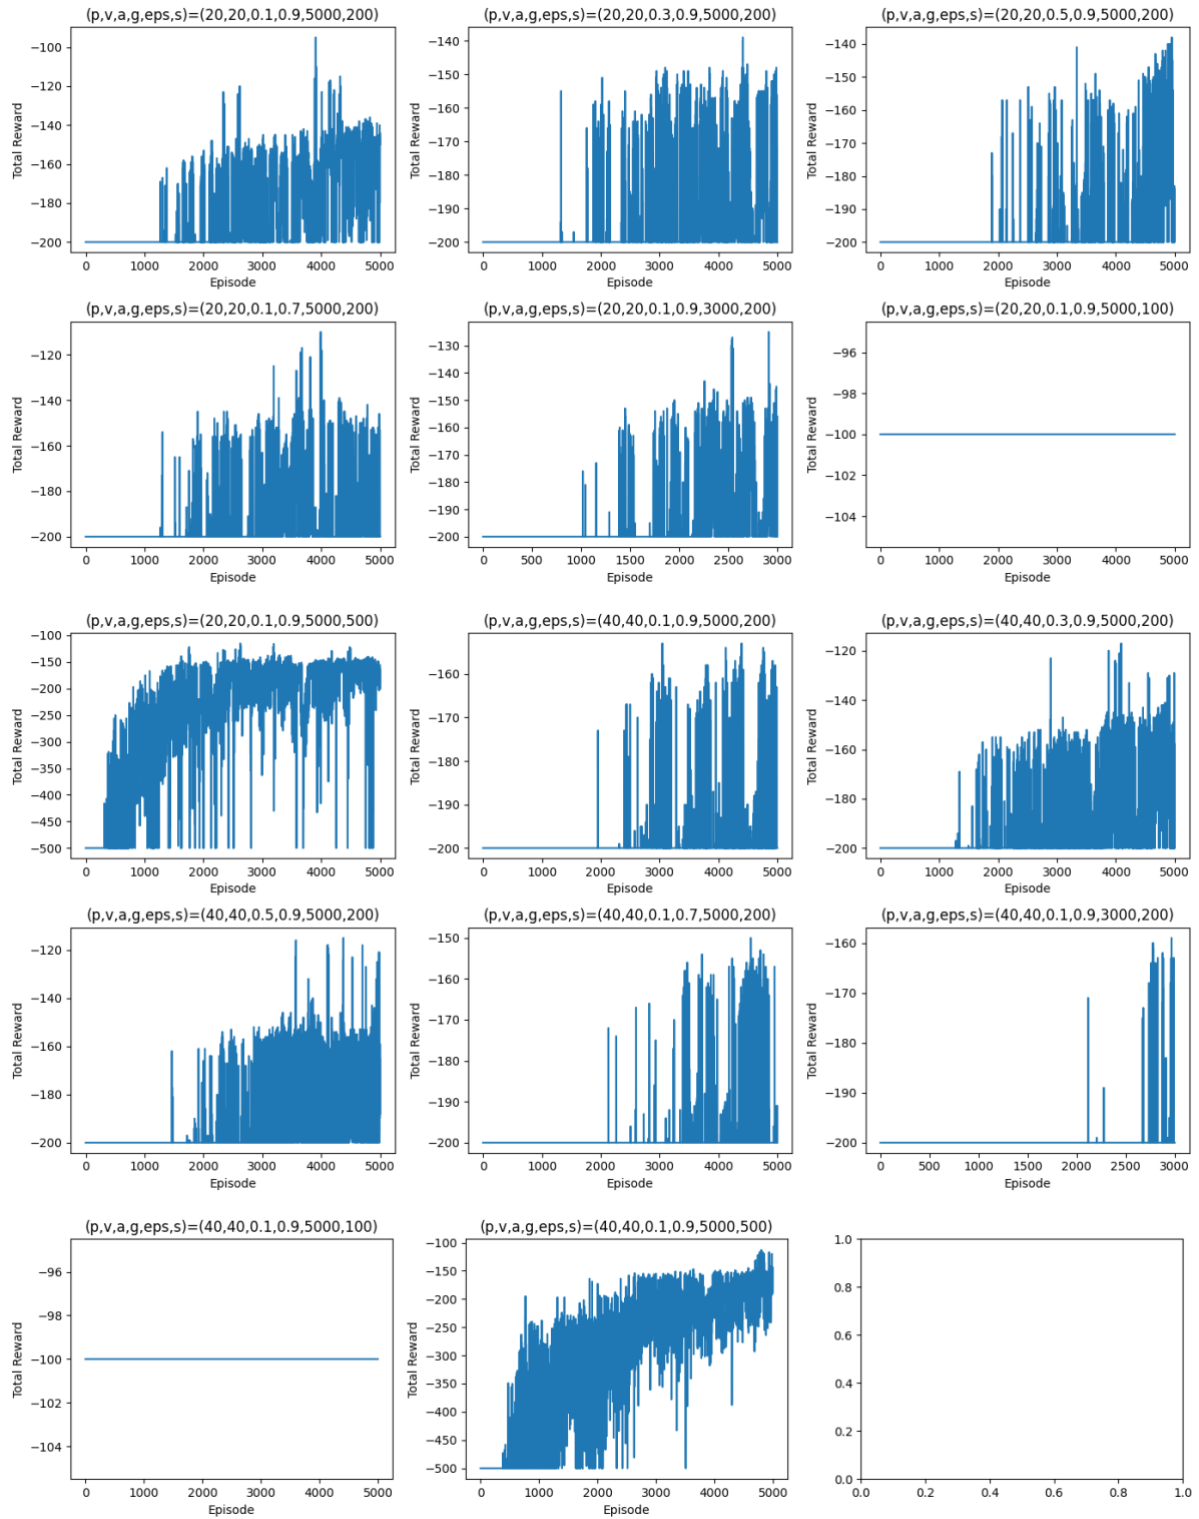 (p,v,a,g,eps,s)=(20,20,0.1,0.9,5000,200)
−100
−120
−140
−160
−180
−200
Total Reward
0 1000 2000 3000 4000 5000
Episode
(p,v,a,g,eps,s)=(20,20,0.3,0.9,5000,200)
−140
−150
−160
−170
−180
−190
−200
Total Reward
0 1000 2000 3000 4000 5000
Episode
(p,v,a,g,eps,s)=(20,20,0.5,0.9,5000,200)
−140
−150
−160
−170
−180
−190
−200
Total Reward
0 1000 2000 3000 4000 5000
Episode
(p,v,a,g,eps,s)=(20,20,0.1,0.7,5000,200)
−120
−140
−160
−180
−200
Total Reward
0 1000 2000 3000 4000 5000
Episode
(p,v,a,g,eps,s)=(20,20,0.1,0.9,3000,200)
−130
−140
−150
−160
−170
−180
−190
−200
Total Reward
0 500 1000 1500 2000 2500 3000
Episode
(p,v,a,g,eps,s)=(20,20,0.1,0.9,5000,100)
−96
−98
−100
−102
−104
Total Reward
0 1000 2000 3000 4000 5000
Episode
(p,v,a,g,eps,s)=(20,20,0.1,0.9,5000,500)
−100
−150
−200
−250
−300
−350
−400
−450
−500
Total Reward
0 1000 2000 3000 4000 5000
Episode
(p,v,a,g,eps,s)=(40,40,0.1,0.9,5000,200)
−160
−170
−180
−190
−200
Total Reward
0 1000 2000 3000 4000 5000
Episode
(p,v,a,g,eps,s)=(40,40,0.3,0.9,5000,200)
−120
−140
−160
−180
−200
Total Reward
0 1000 2000 3000 4000 5000
Episode
(p,v,a,g,eps,s)=(40,40,0.5,0.9,5000,200)
−120
−140
−160
−180
−200
Total Reward
0 1000 2000 3000 4000 5000
Episode
(p,v,a,g,eps,s)=(40,40,0.1,0.7,5000,200)
−150
−160
−170
−180
−190
−200
Total Reward
0 1000 2000 3000 4000 5000
Episode
(p,v,a,g,eps,s)=(40,40,0.1,0.9,3000,200)
−160
−170
−180
−190
−200
Total Reward
0 500 1000 1500 2000 2500 3000
Episode
(p,v,a,g,eps,s)=(40,40,0.1,0.9,5000,100)
−96
−98
−100
−102
−104
Total Reward
0 1000 2000 3000 4000 5000
Episode
(p,v,a,g,eps,s)=(40,40,0.1,0.9,5000,500)
−100
−150
−200
−250
−300
−350
−400
−450
−500
Total Reward
0 1000 2000 3000 4000 5000
Episode
1.0
0.8
0.6
0.4
0.2
0.0
0.0 0.2 0.4 0.6 0.8 1.0